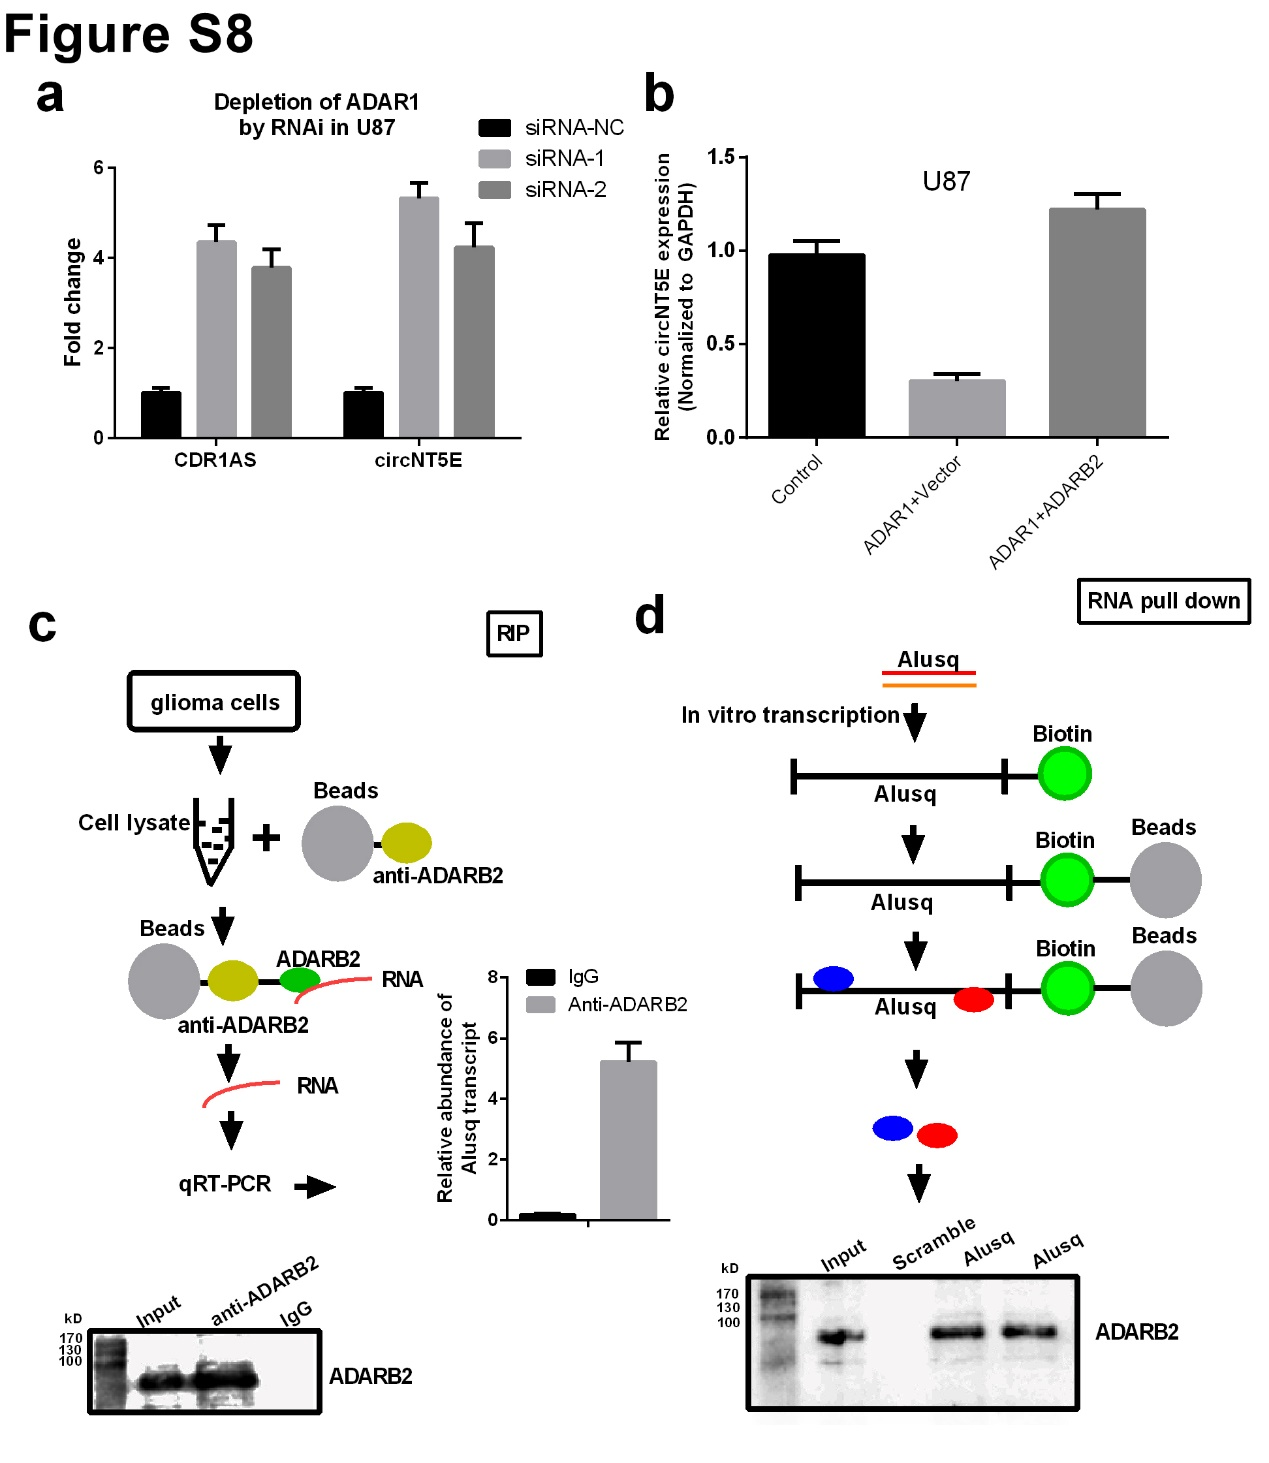 Figure S8
a
Depletion of ADAR1
by RNAi in U87
siRNA-NC
siRNA-1
siRNA-2
Fold change
6
4
2
0
CDR1AS
circNT5E
b
U87
Relative circNT5E expression
(Normalized to GAPDH)
1.5
1.0
0.5
0.0
Control
ADAR1+Vector
ADAR1+ADARB2
c
RIP
glioma cells
Cell lysate
+
Beads
anti-ADARB2
Beads
ADARB2
RNA
anti-ADARB2
RNA
qRT-PCR
IgG
Anti-ADARB2
Relative abundance of
Alusq transcript
8
6
4
2
0
Input
anti-ADARB2
IgG
kD
170
130
100
ADARB2
d
RNA pull down
Alusq
In vitro transcription
Biotin
Alusq
Beads
Biotin
Alusq
Beads
Biotin
Alusq
Input
Scramble
Alusq
Alusq
kD
170
130
100
ADARB2